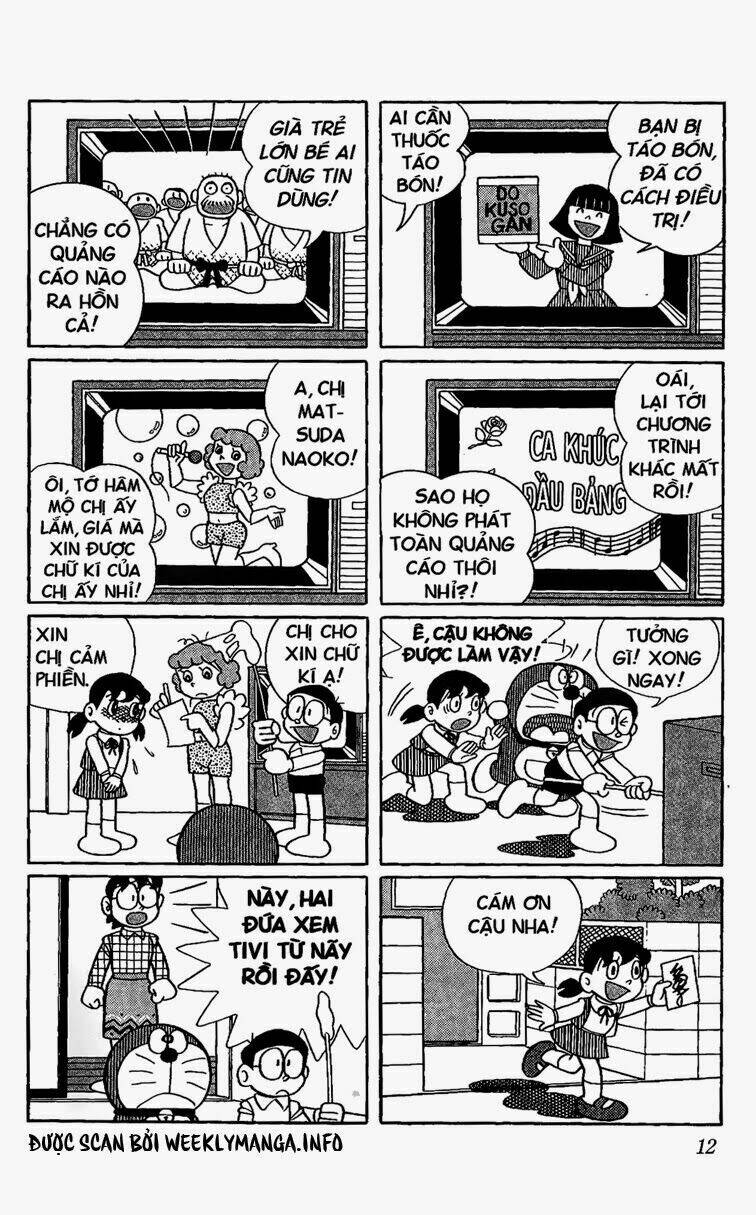 BẠN BỊ
TÁO BÓN,
ĐÃ CÓ
CÁCH ĐIỀU
TRỊ!
DO
KUSO
GAN
AI CẦN
THUỐC
TÁO
BÓN!
GIÀ TRẺ
LỚN BÉ AI
CŨNG TIN
DÙNG!
CHẲNG CÓ
QUẢNG
CÁO NÀO
RA HỒN
CẢ!
OÁI,
LẠI TỚI
CHƯƠNG
TRÌNH
KHÁC MẤT
RỒI!
CA KHÚC
ĐẦU BẢNG
SAO HỌ
KHÔNG PHÁT
TOÀN QUẢNG
CÁO THÔI
NHỈ?!
A, CHỊ
MAT-
SUDA
NAOKO!
ÔI, TỚ HÂM
MỘ CHỊ ẤY
LẮM, GIÁ MÀ
XIN ĐƯỢC
CHỮ KÍ CỦA
CHỊ ẤY NHỈ!
TƯỞNG
GÌ! XONG
NGAY!
Ê, CẬU KHÔNG
ĐƯỢC LÀM VẬY!
CHỊ CHO
XIN CHỮ
KÍ Ạ!
XIN
CHỊ CẢM
PHIỀN.
CÁM ƠN
CẬU NHA!
NÀY, HAI
ĐỨA XEM
TIVI TỪ NÃY
RỒI ĐẤY!
ĐƯỢC SCAN BỞI WEEKLYMANGA.INFO
12